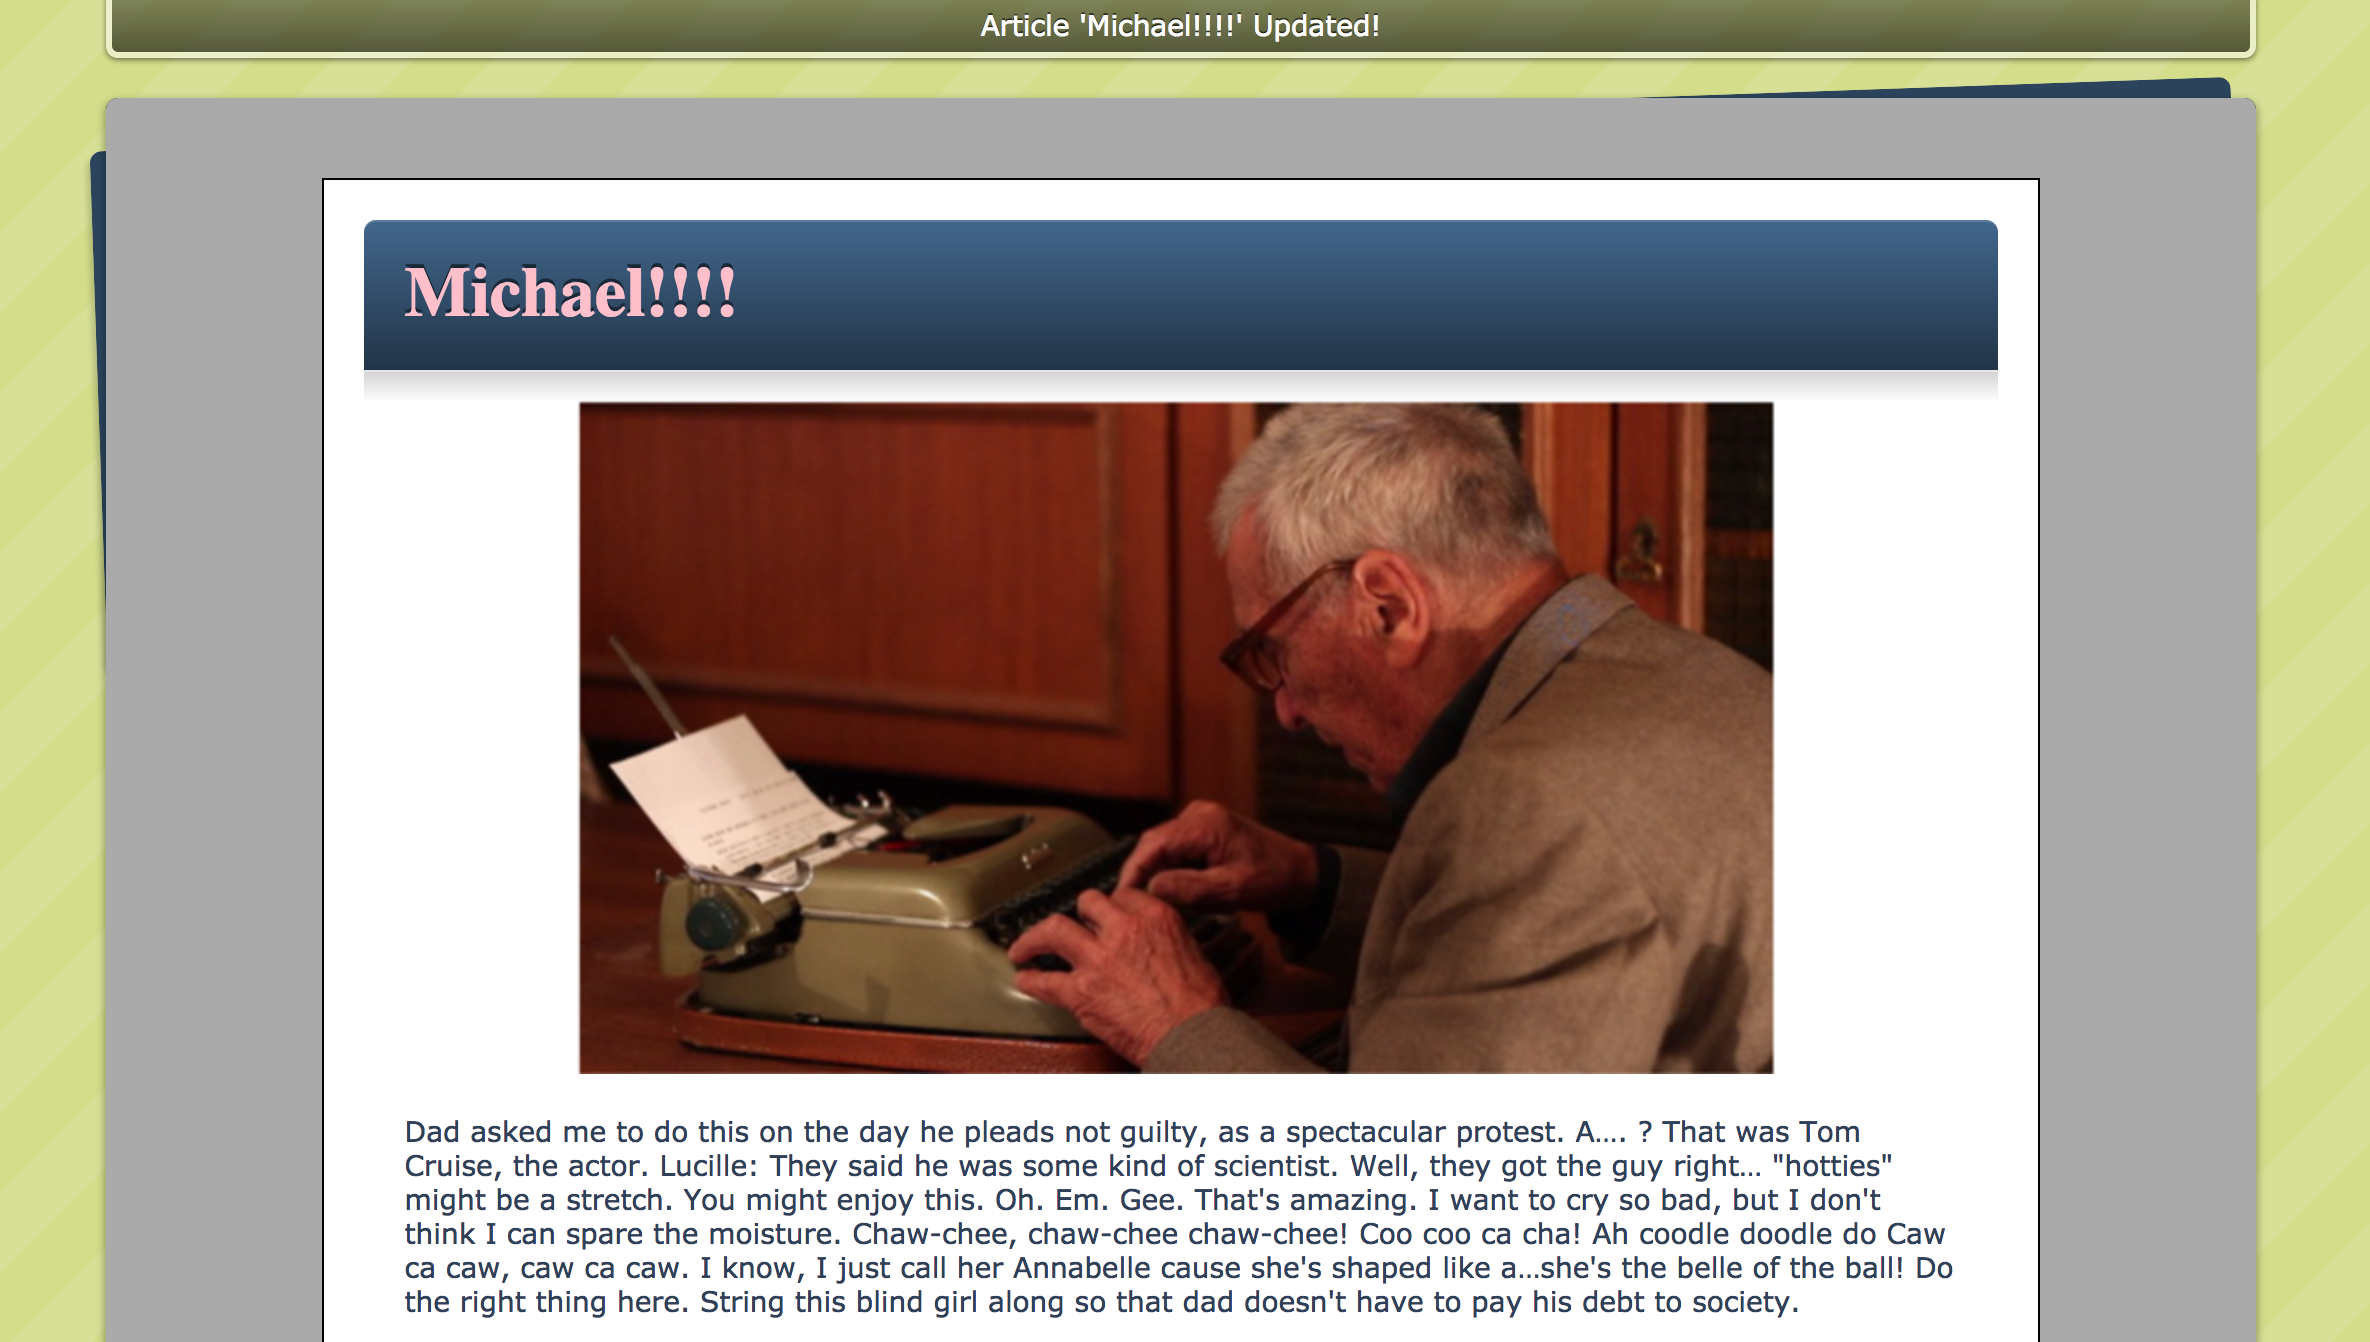 Article 'Michael!!!!' Updated!
Michael!!!!
Dad asked me to do this on the day he pleads not guilty, as a spectacular protest. A.... ? That was Tom
Cruise, the actor. Lucille: They said he was some kind of scientist. Well, they got the guy right... "hotties"
might be a stretch. You might enjoy this. Oh. Em. Gee. That's amazing. I want to cry so bad, but I don't
think I can spare the moisture. Chaw-chee, chaw-chee chaw-chee! Coo coo ca cha! Ah coodle doodle do Caw
ca caw, caw ca caw. I know, I just call her Annabelle cause she's shaped like a...she's the belle of the ball! Do
the right thing here. String this blind girl along so that dad doesn't have to pay his debt to society.